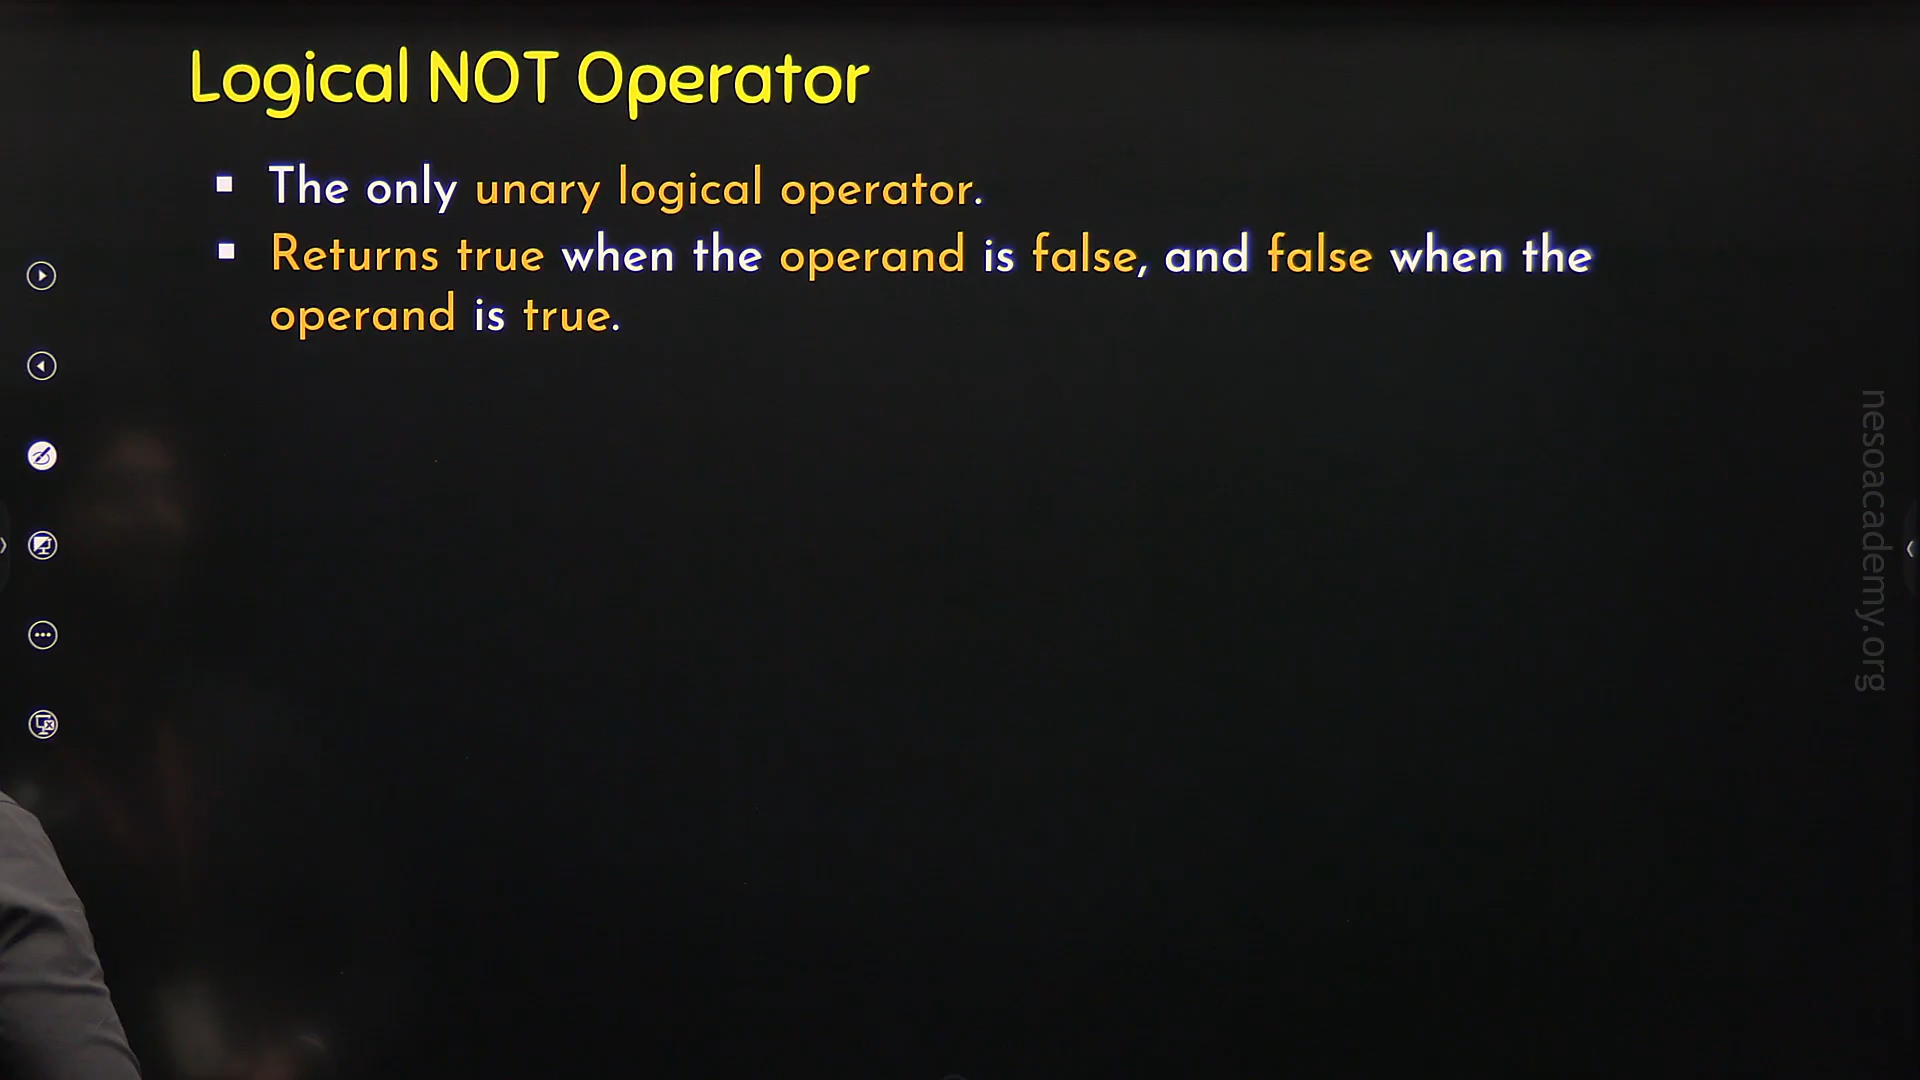 Logical NOT Operator
▪ The only unary logical operator.
▪ Returns true when the operand is false, and false when the
operand is true.
nesoacademy.org